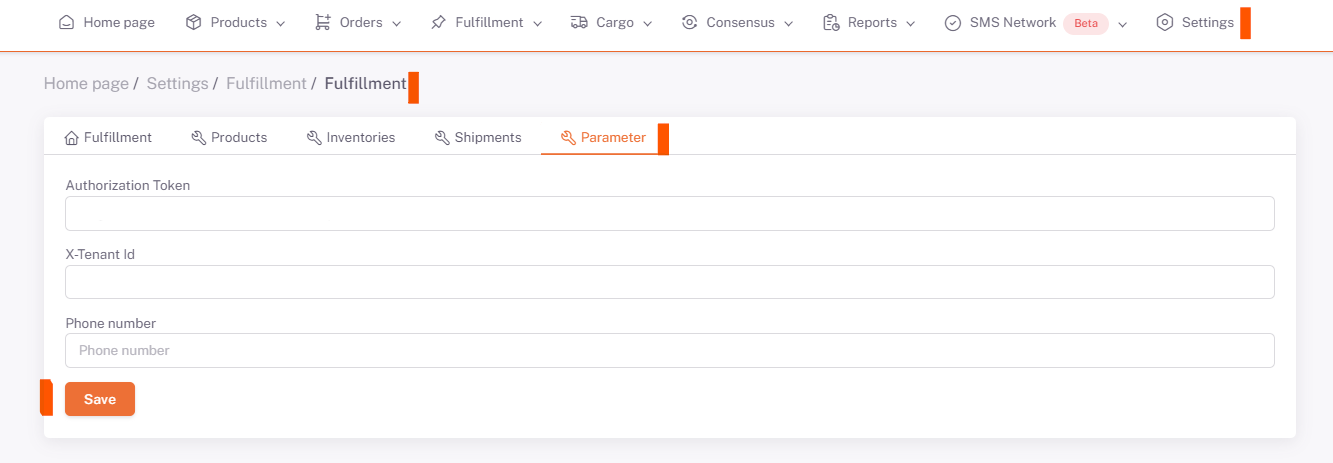 Home page Products Orders Fulfillment Cargo Consensus Reports SMS Network Beta Settings
Home page / Settings / Fulfillment / Fulfillment
Fulfillment Products Inventories Shipments Parameter
Authorization Token
X-Tenant Id
Phone number
Phone number
Save